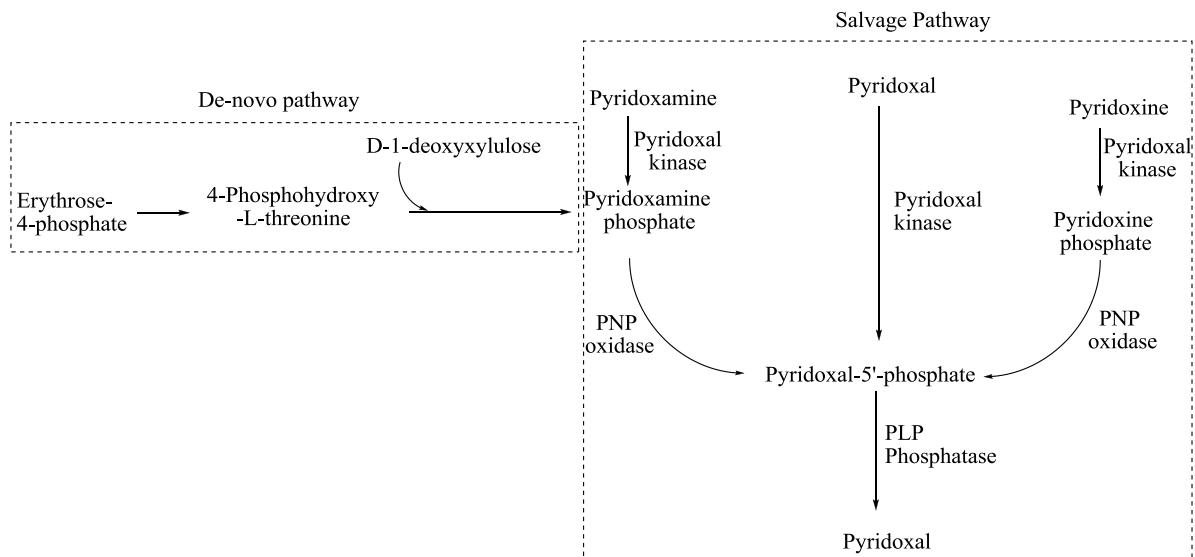 Salvage Pathway
De-novo pathway
D-1-deoxyxylulose
Erythrose-
4-phosphate
4-Phosphohydroxy
-L-threonine
Pyridoxamine
Pyridoxal
kinase
Pyridoxamine
phosphate
PNP
oxidase
Pyridoxal
Pyridoxal
kinase
Pyridoxine
Pyridoxal
kinase
Pyridoxine
phosphate
PNP
oxidase
Pyridoxal-5'-phosphate
PLP
Phosphatase
Pyridoxal